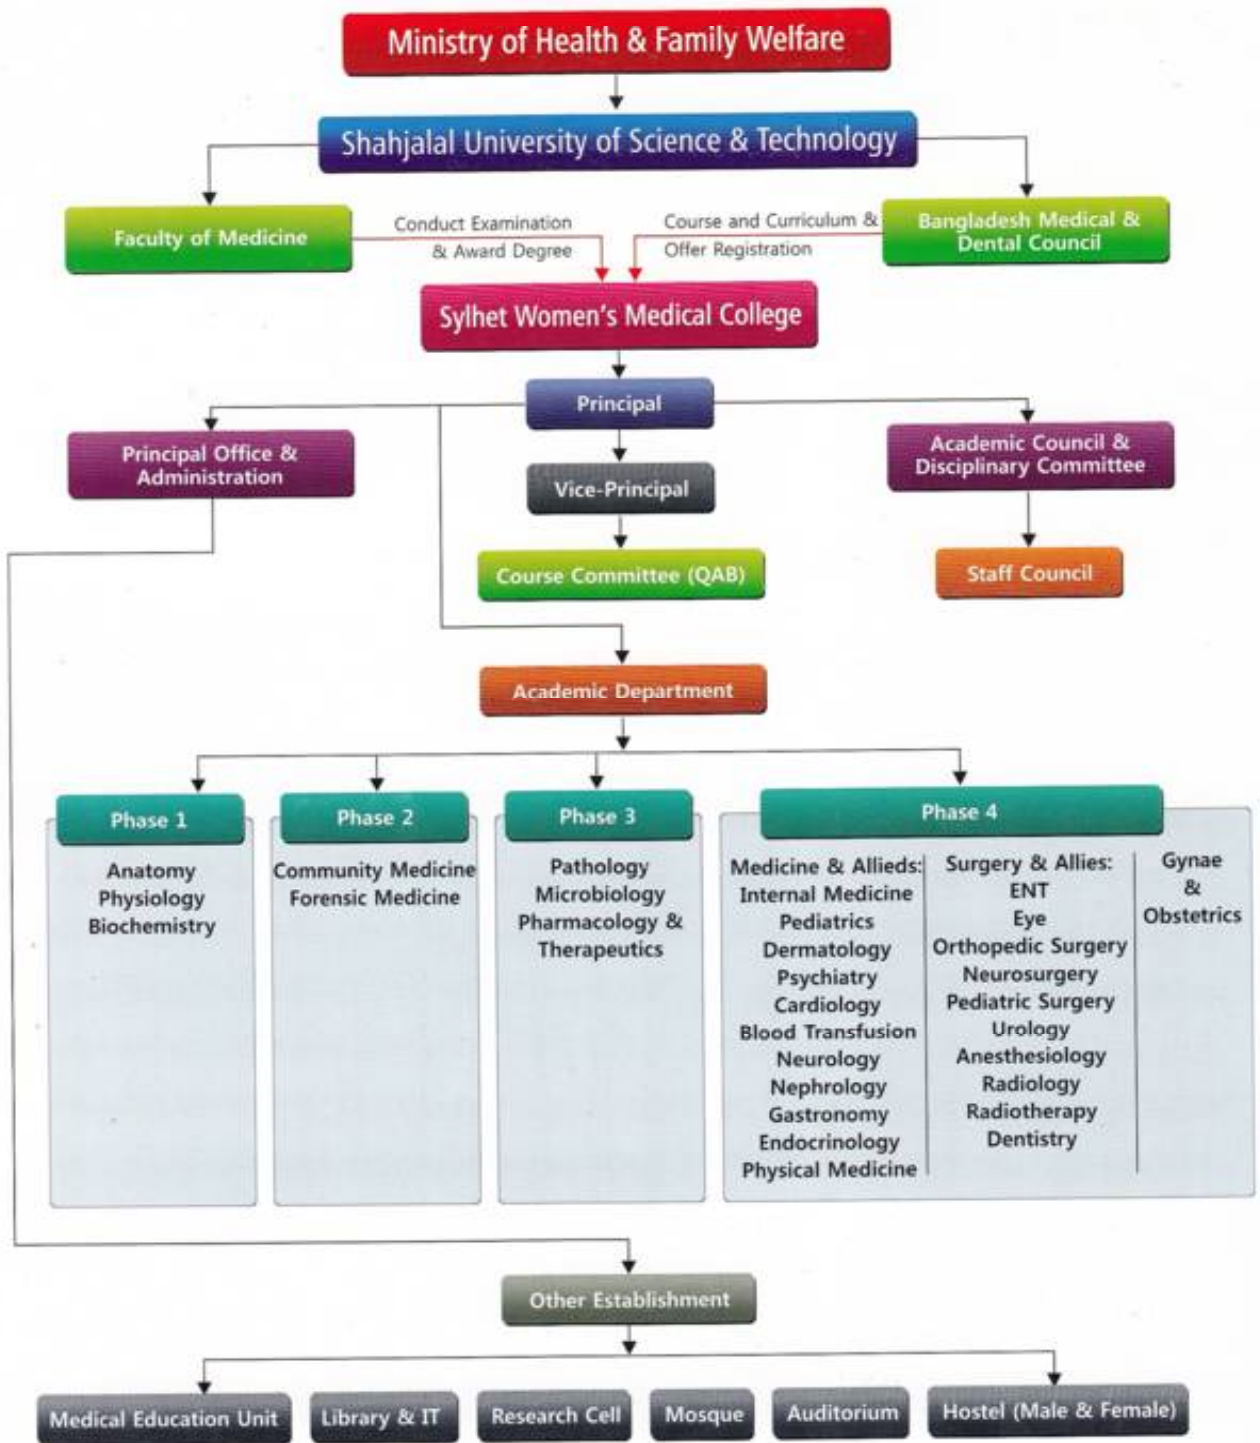 Ministry of Health & Family Welfare
Shahjalal University of Science & Technology
Faculty of Medicine
Conduct Examination
& Award Degree
Course and Curriculum &
Offer Registration
Bangladesh Medical &
Dental Council
Sylhet Women's Medical College
Principal
Principal Office &
Administration
Vice-Principal
Academic Council &
Disciplinary Committee
Course Committee (QAB)
Staff Council
Academic Department
Phase 1
Anatomy
Physiology
Biochemistry
Phase 2
Community Medicine
Forensic Medicine
Phase 3
Pathology
Microbiology
Pharmacology &
Therapeutics
Phase 4
Medicine & Allieds:
Internal Medicine
Pediatrics
Dermatology
Psychiatry
Cardiology
Blood Transfusion
Neurology
Nephrology
Gastronomy
Endocrinology
Physical Medicine
Surgery & Allies:
ENT
Eye
Orthopedic Surgery
Neurosurgery
Pediatric Surgery
Urology
Anesthesiology
Radiology
Radiotherapy
Dentistry
Gynae
&
Obstetrics
Other Establishment
Medical Education Unit
Library & IT
Research Cell
Mosque
Auditorium
Hostel (Male & Female)